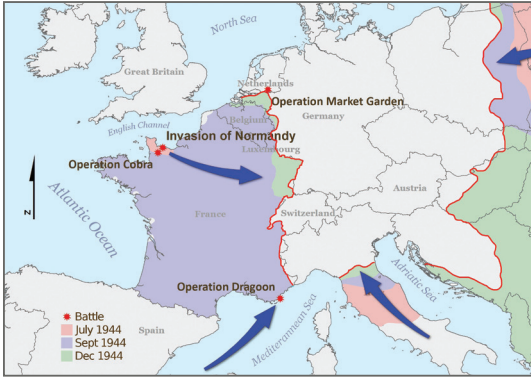 North Sea
Great Britain
Netherlands
Operation Market Garden
Germany
Belgium
English Channel
Invasion of Normandy
Luxembourg
Operation Cobra
Atlantic Ocean
N
France
Austria
Switzerland
Operation Dragoon
Adriatic Sea
Mediterranean Sea
Spain
Battle
July 1944
Sept 1944
Dec 1944